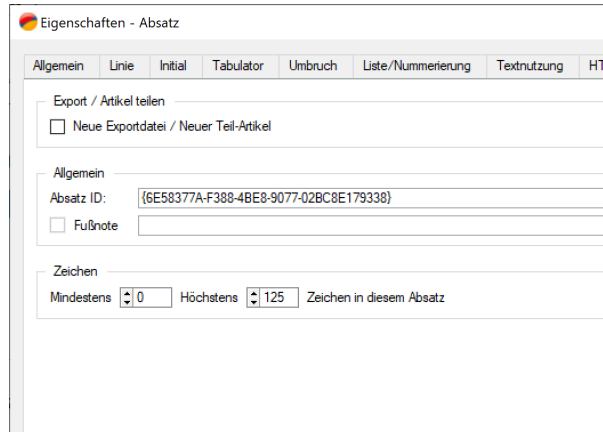 Eigenschaften - Absatz
Allgemein Linie Initial Tabulator Umbruch Liste/Nummerierung Textnutzung HT
Export / Artikel teilen
Neue Exportdatei / Neuer Teil-Artikel
Allgemein
Absatz ID: {6E58377A-F388-4BE8-9077-02BC8E179338}
Fußnote
Zeichen
Mindestens 0 Höchstens 125 Zeichen in diesem Absatz